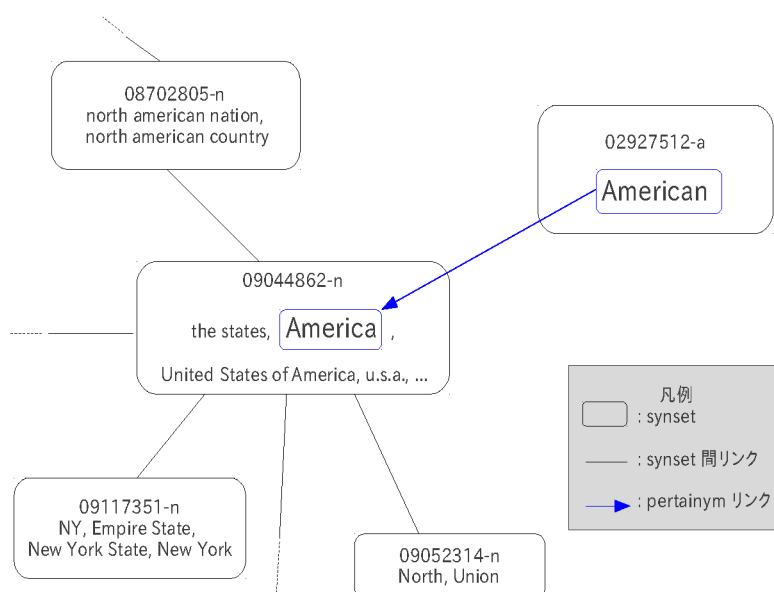 08702805-n
north american nation,
north american country
02927512-a
American
09044862-n
the states, America ,
United States of America, u.s.a., ...
09117351-n
NY, Empire State,
New York State, New York
09052314-n
North, Union
凡例
: synset
: synset 間リンク
: pertainym リンク